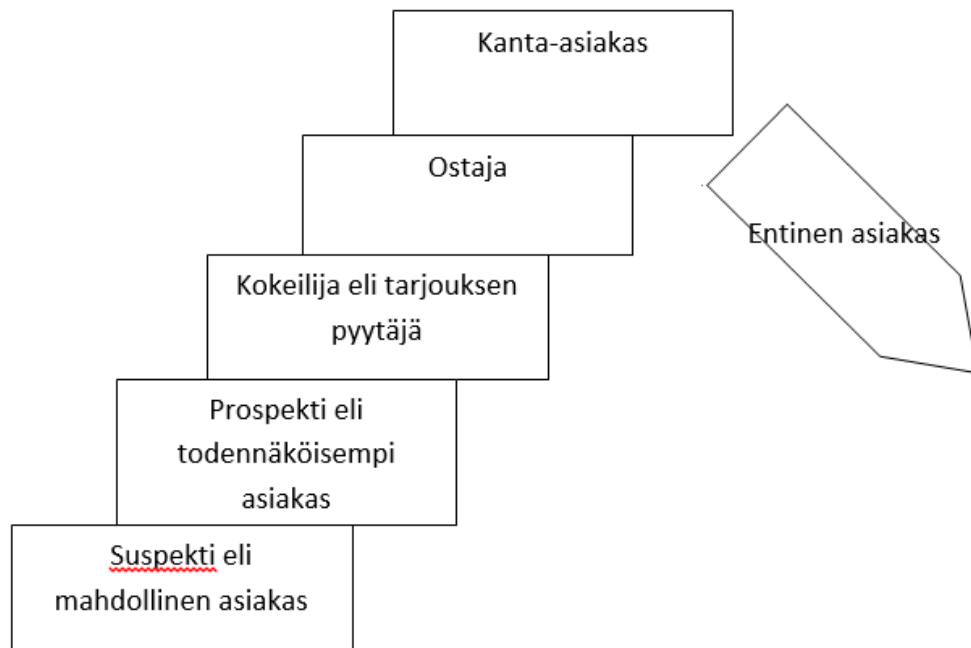 Kanta-asiakas
Ostaja
Entinen asiakas
Kokeilija eli tarjouksen
pyytäjä
Prospekti eli
todennäköisempi
asiakas
Suspekti eli
mahdollinen asiakas